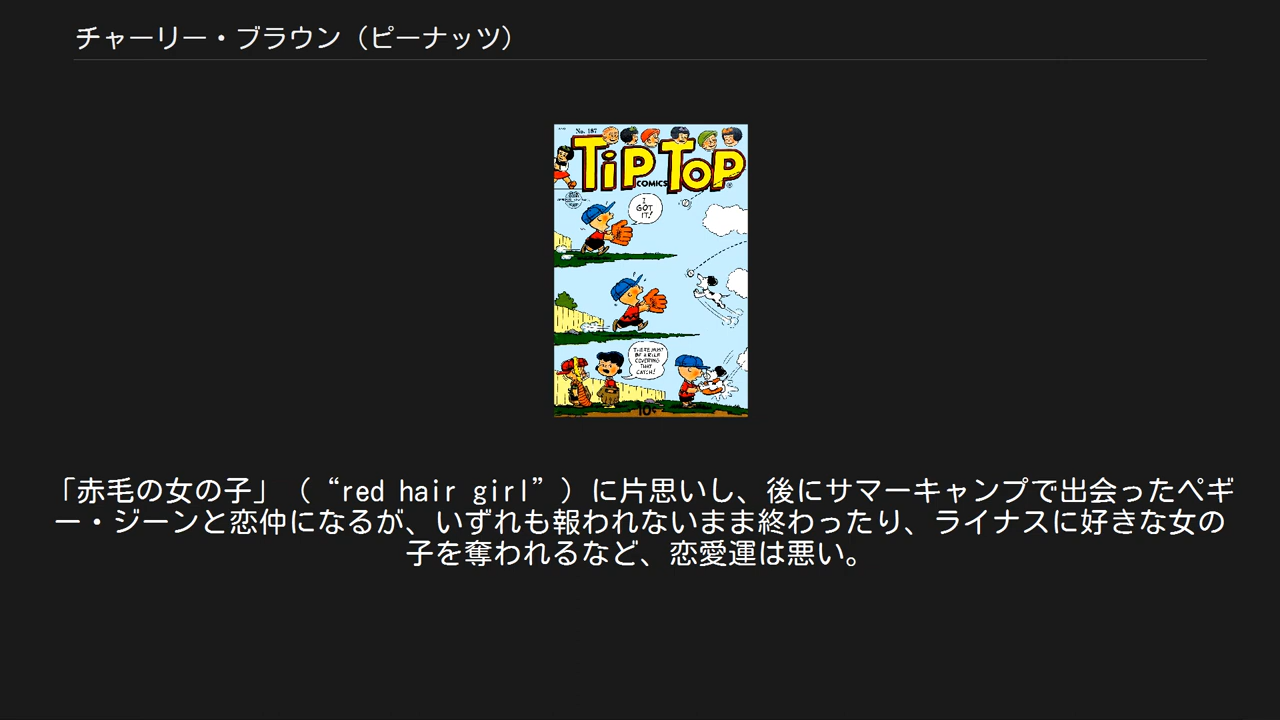 チャーリー・ブラウン（ピーナッツ）
No. 187
TIP TOP
COMICS
I
GOT
IT!
THERE MUST
BE A RULE
COVERING
THAT
CATCH!
10¢
「赤毛の女の子」（“red hair girl”）に片思いし、後にサマーキャンプで出会ったペギ
ー・ジーンと恋仲になるが、いずれも報われないまま終わったり、ライナスに好きな女の
子を奪われるなど、恋愛運は悪い。